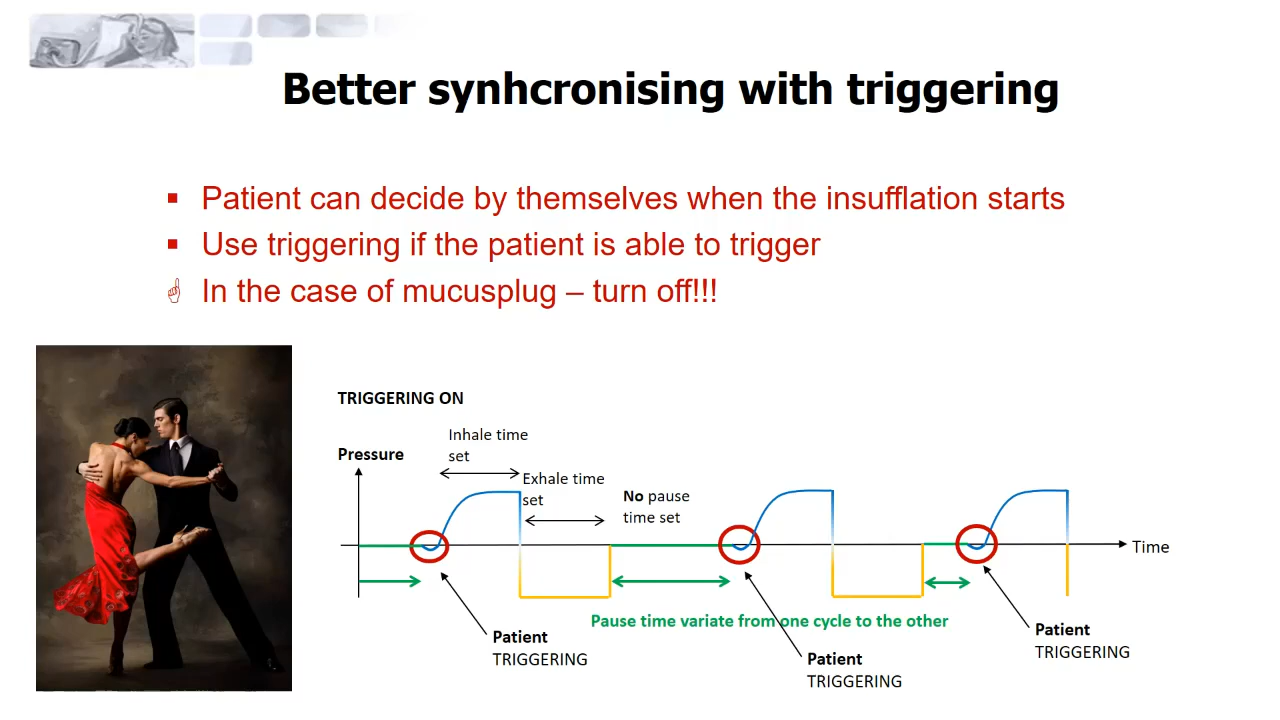 Better synhcronising with triggering
Patient can decide by themselves when the insufflation starts
Use triggering if the patient is able to trigger
In the case of mucusplug – turn off!!!
TRIGGERING ON
Inhale time
set
Pressure
Exhale time
set
No pause
time set
Time
Pause time variate from one cycle to the other
Patient
TRIGGERING
Patient
TRIGGERING
Patient
TRIGGERING